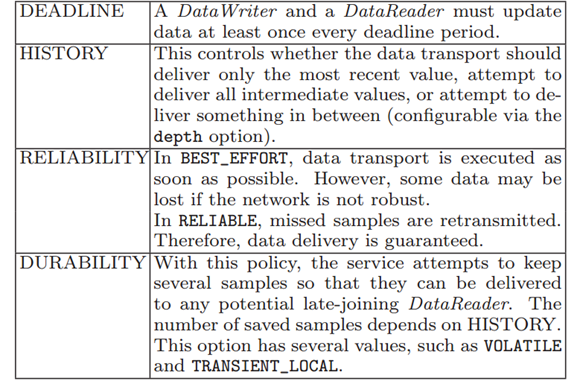 DEADLINE A DataWriter and a DataReader must update
data at least once every deadline period.
HISTORY This controls whether the data transport should
deliver only the most recent value, attempt to
deliver all intermediate values, or attempt to de-
liver something in between (configurable via the
depth option).
RELIABILITY In BEST_EFFORT, data transport is executed as
soon as possible. However, some data may be
lost if the network is not robust.
In RELIABLE, missed samples are retransmitted.
Therefore, data delivery is guaranteed.
DURABILITY With this policy, the service attempts to keep
several samples so that they can be delivered
to any potential late-joining DataReader. The
number of saved samples depends on HISTORY.
This option has several values, such as VOLATILE
and TRANSIENT_LOCAL.